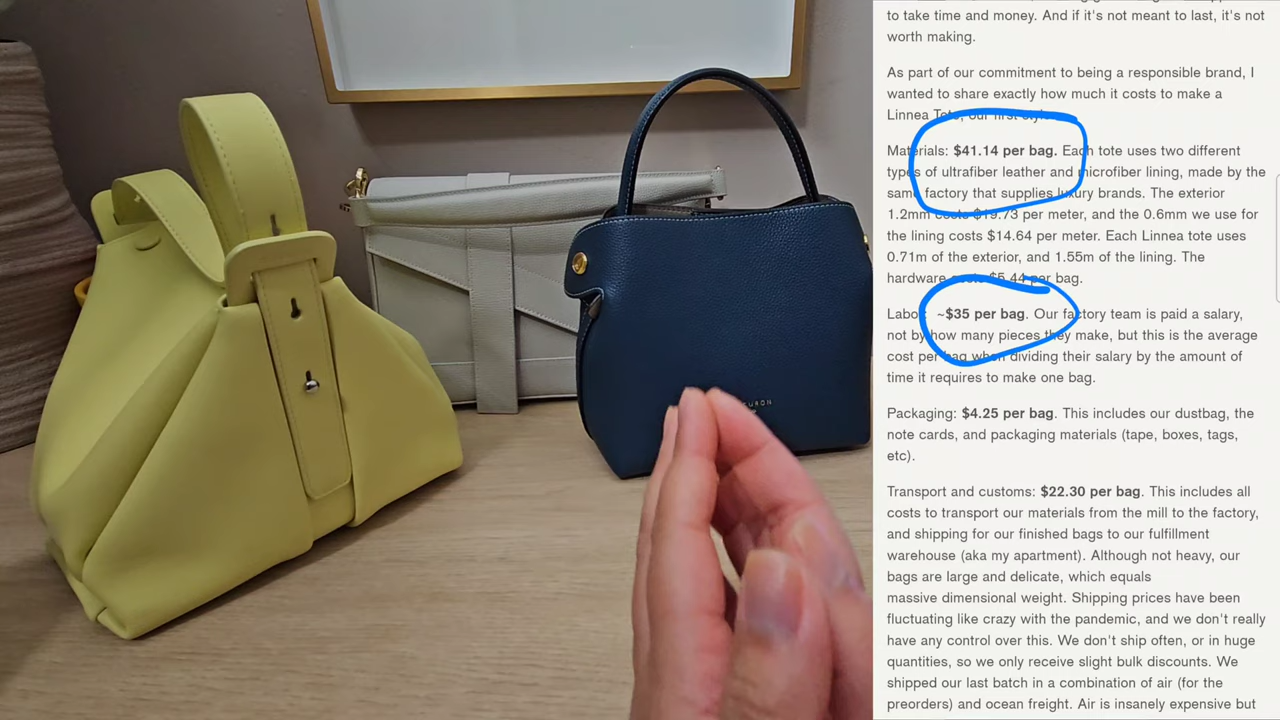 to take time and money. And if it's not meant to last, it's not
worth making.
As part of our commitment to being a responsible brand, I
wanted to share exactly how much it costs to make a
Linnea Tote, our first style.
Materials: $41.14 per bag. Each tote uses two different
types of ultrafiber leather and microfiber lining, made by the
same factory that supplies luxury brands. The exterior
1.2mm costs $19.73 per meter, and the 0.6mm we use for
the lining costs $14.64 per meter. Each Linnea tote uses
0.71m of the exterior, and 1.55m of the lining. The
hardware costs $5.44 per bag.
Labor: ~$35 per bag. Our factory team is paid a salary,
not by how many pieces they make, but this is the average
cost per bag when dividing their salary by the amount of
time it requires to make one bag.
Packaging: $4.25 per bag. This includes our dustbag, the
note cards, and packaging materials (tape, boxes, tags,
etc).
Transport and customs: $22.30 per bag. This includes all
costs to transport our materials from the mill to the factory,
and shipping for our finished bags to our fulfillment
warehouse (aka my apartment). Although not heavy, our
bags are large and delicate, which equals
massive dimensional weight. Shipping prices have been
fluctuating like crazy with the pandemic, and we don't really
have any control over this. We don't ship often, or in huge
quantities, so we only receive slight bulk discounts. We
shipped our last batch in a combination of air (for the
preorders) and ocean freight. Air is insanely expensive but